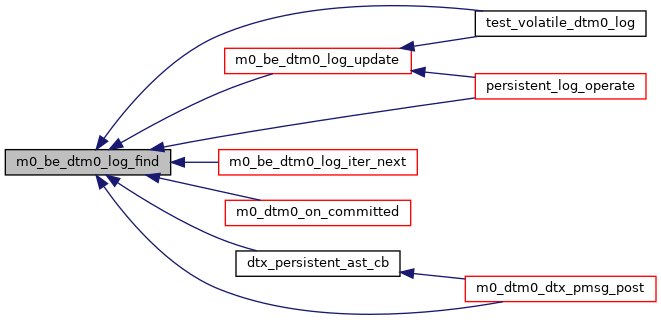 test_volatile_dtm0_log
m0_be_dtm0_log_update
persistent_log_operate
m0_be_dtm0_log_find
m0_be_dtm0_log_iter_next
m0_dtm0_on_committed
dtx_persistent_ast_cb
m0_dtm0_dtx_pmsg_post